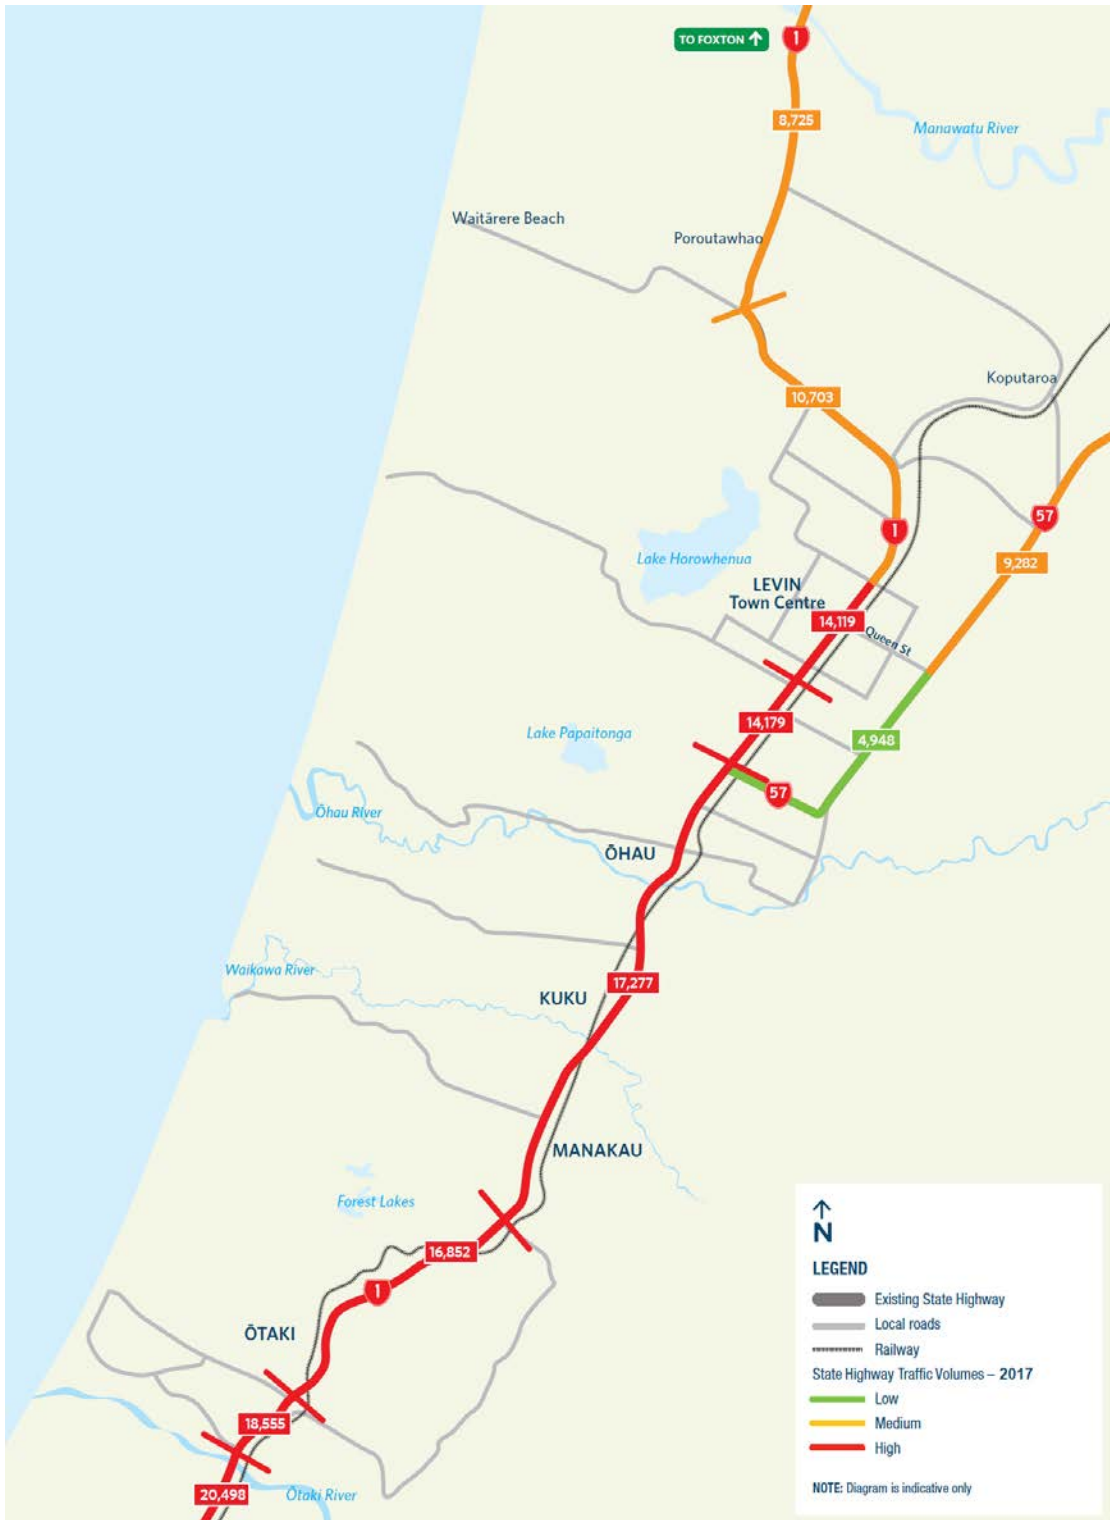 TO FOXTON ↑
1
8,725
Manawatu River
Waitārere Beach
Poroutawhao
Koputaroa
10,703
57
1
Lake Horowhenua
9,282
LEVIN
Town Centre
14,119
Queen St
14,179
Lake Papaitonga
4,948
57
Ōhau River
ŌHAU
Waikawa River
17,277
KUKU
MANAKAU
Forest Lakes
16,852
1
ŌTAKI
18,555
20,498
Ōtaki River
↑
N
LEGEND
Existing State Highway
Local roads
Railway
State Highway Traffic Volumes – 2017
Low
Medium
High
NOTE: Diagram is indicative only